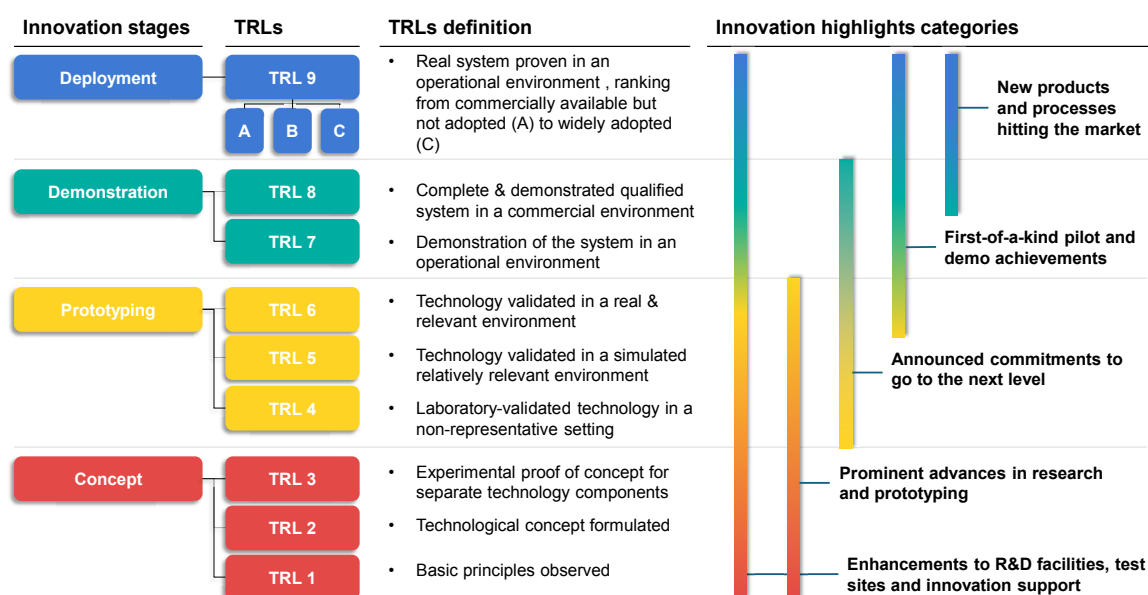 Innovation stages
TRLs
TRLs definition
Innovation highlights categories
Deployment
TRL 9
A
B
C
• Real system proven in an
operational environment , ranking
from commercially available but
not adopted (A) to widely adopted
(C)
New products
and processes
hitting the market
Demonstration
TRL 8
• Complete & demonstrated qualified
system in a commercial environment
TRL 7
• Demonstration of the system in an
operational environment
First-of-a-kind pilot and
demo achievements
Prototyping
TRL 6
• Technology validated in a real &
relevant environment
TRL 5
• Technology validated in a simulated
relatively relevant environment
Announced commitments to
go to the next level
TRL 4
• Laboratory-validated technology in a
non-representative setting
Concept
TRL 3
• Experimental proof of concept for
separate technology components
Prominent advances in research
and prototyping
TRL 2
• Technological concept formulated
TRL 1
• Basic principles observed
Enhancements to R&D facilities, test
sites and innovation support